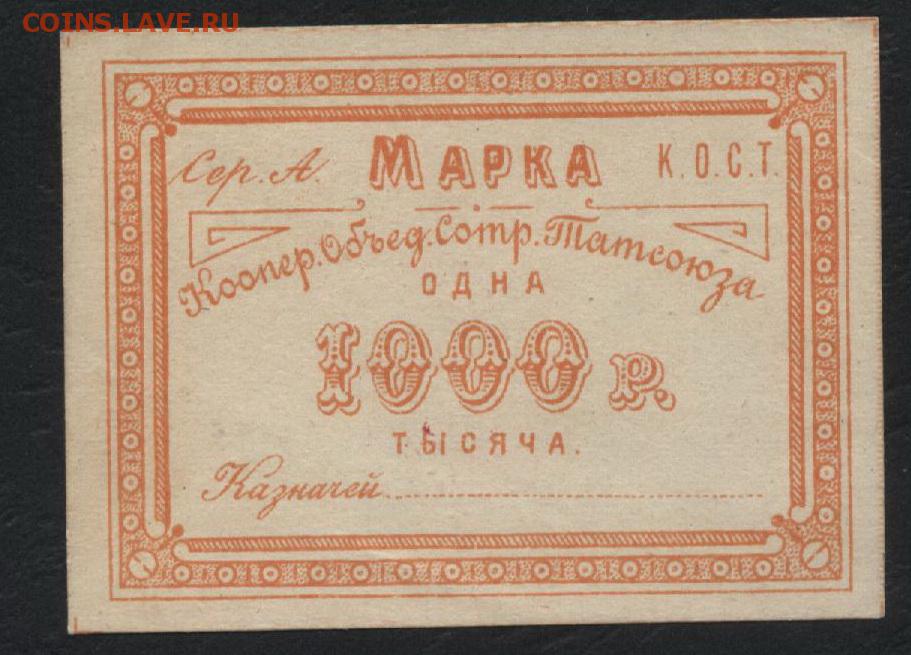 COINS.LAVE.RU
Сер. А. МАРКА К.О.С.Т.
Коопер. Объед. Сотр. Татсоюза
ОДНА
1000 Р.
ТЫСЯЧА.
Казначей